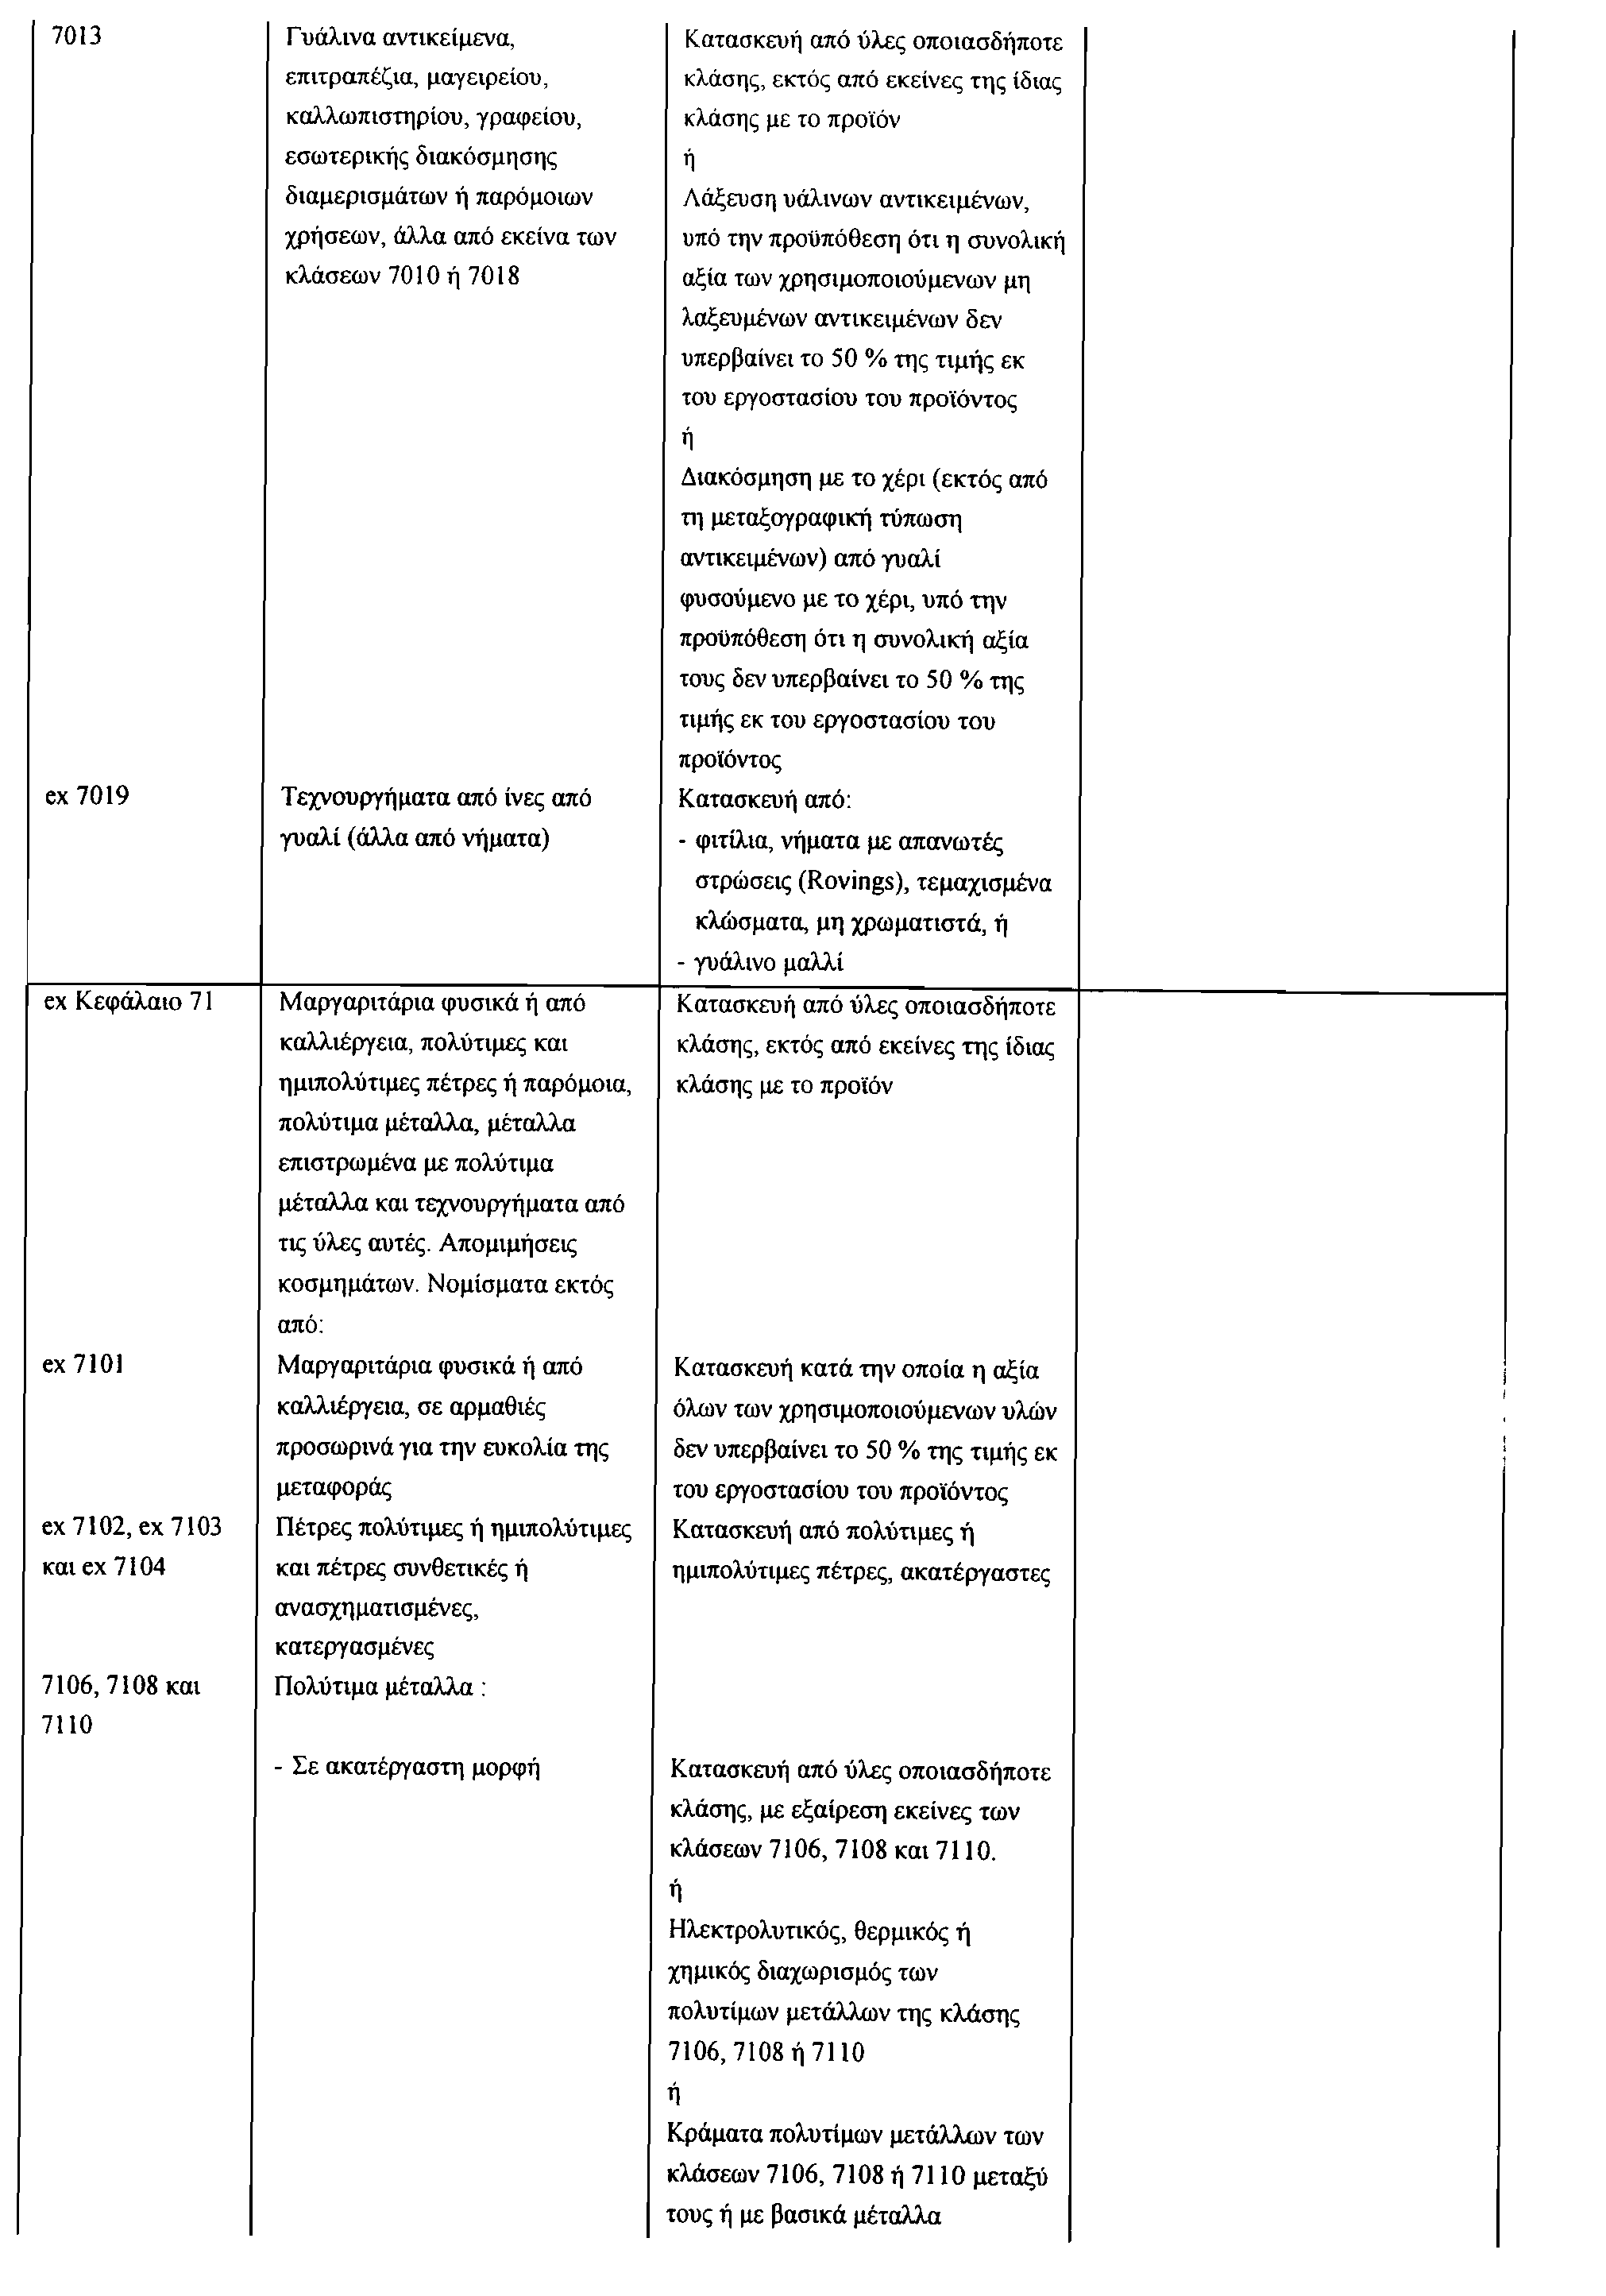 7013
Γυάλινα αντικείμενα,
επιτραπέζια, μαγειρείου,
καλλωπιστηρίου, γραφείου,
εσωτερικής διακόσμησης
διαμερισμάτων ή παρόμοιων
χρήσεων, άλλα από εκείνα των
κλάσεων 7010 ή 7018
Κατασκευή από ύλες οποιασδήποτε
κλάσης, εκτός από εκείνες της ίδιας
κλάσης με το προϊόν
ή
Λάξευση υάλινων αντικειμένων,
υπό την προϋπόθεση ότι η συνολική
αξία των χρησιμοποιούμενων μη
λαξευμένων αντικειμένων δεν
υπερβαίνει το 50 % της τιμής εκ
του εργοστασίου του προϊόντος
ή
Διακόσμηση με το χέρι (εκτός από
τη μεταξογραφική τύπωση
αντικειμένων) από γυαλί
φυσούμενο με το χέρι, υπό την
προϋπόθεση ότι η συνολική αξία
τους δεν υπερβαίνει το 50 % της
τιμής εκ του εργοστασίου του
προϊόντος
ex 7019
Τεχνουργήματα από ίνες από
γυαλί (άλλα από νήματα)
Κατασκευή από:
- φιτίλια, νήματα με απανωτές
στρώσεις (Rovings), τεμαχισμένα
κλώσματα, μη χρωματιστά, ή
- γυάλινο μαλλί
ex Κεφάλαιο 71
Μαργαριτάρια φυσικά ή από
καλλιέργεια, πολύτιμες και
ημιπολύτιμες πέτρες ή παρόμοια,
πολύτιμα μέταλλα, μέταλλα
επιστρωμένα με πολύτιμα
μέταλλα και τεχνουργήματα από
τις ύλες αυτές. Απομιμήσεις
κοσμημάτων. Νομίσματα εκτός
από:
Κατασκευή από ύλες οποιασδήποτε
κλάσης, εκτός από εκείνες της ίδιας
κλάσης με το προϊόν
ex 7101
Μαργαριτάρια φυσικά ή από
καλλιέργεια, σε αρμαθιές
προσωρινά για την ευκολία της
μεταφοράς
Κατασκευή κατά την οποία η αξία
όλων των χρησιμοποιούμενων υλών
δεν υπερβαίνει το 50 % της τιμής εκ
του εργοστασίου του προϊόντος
ex 7102, ex 7103
και ex 7104
Πέτρες πολύτιμες ή ημιπολύτιμες
και πέτρες συνθετικές ή
ανασχηματισμένες,
κατεργασμένες
Κατασκευή από πολύτιμες ή
ημιπολύτιμες πέτρες, ακατέργαστες
7106, 7108 και
7110
Πολύτιμα μέταλλα :
- Σε ακατέργαστη μορφή
Κατασκευή από ύλες οποιασδήποτε
κλάσης, με εξαίρεση εκείνες των
κλάσεων 7106, 7108 και 7110.
ή
Ηλεκτρολυτικός, θερμικός ή
χημικός διαχωρισμός των
πολυτίμων μετάλλων της κλάσης
7106, 7108 ή 7110
ή
Κράματα πολυτίμων μετάλλων των
κλάσεων 7106, 7108 ή 7110 μεταξύ
τους ή με βασικά μέταλλα